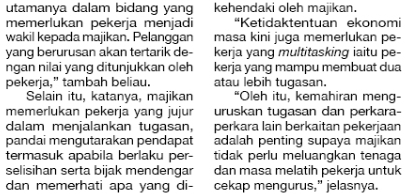 utamanya dalam bidang yang
memerlukan pekerja menjadi
wakil kepada majikan. Pelanggan
yang berurusan akan tertarik de-
ngan nilai yang ditunjukkan oleh
pekerja,” tambah beliau.
Selain itu, katanya, majikan
memerlukan pekerja yang jujur
dalam menjalankan tugasan,
pandai mengutarakan pendapat
termasuk apabila berlaku per-
selisihan serta bijak mendengar
dan memerhati apa yang di-
kehendaki oleh majikan.
“Ketidaktentuan ekonomi
masa kini juga memerlukan pe-
kerja yang multitasking iaitu pe-
kerja yang mampu membuat dua
atau lebih tugasan.
“Oleh itu, kemahiran meng-
uruskan tugasan dan perkara-
perkara lain berkaitan pekerjaan
adalah penting supaya majikan
tidak perlu meluangkan tenaga
dan masa melatih pekerja untuk
cekap mengurus,” jelasnya.